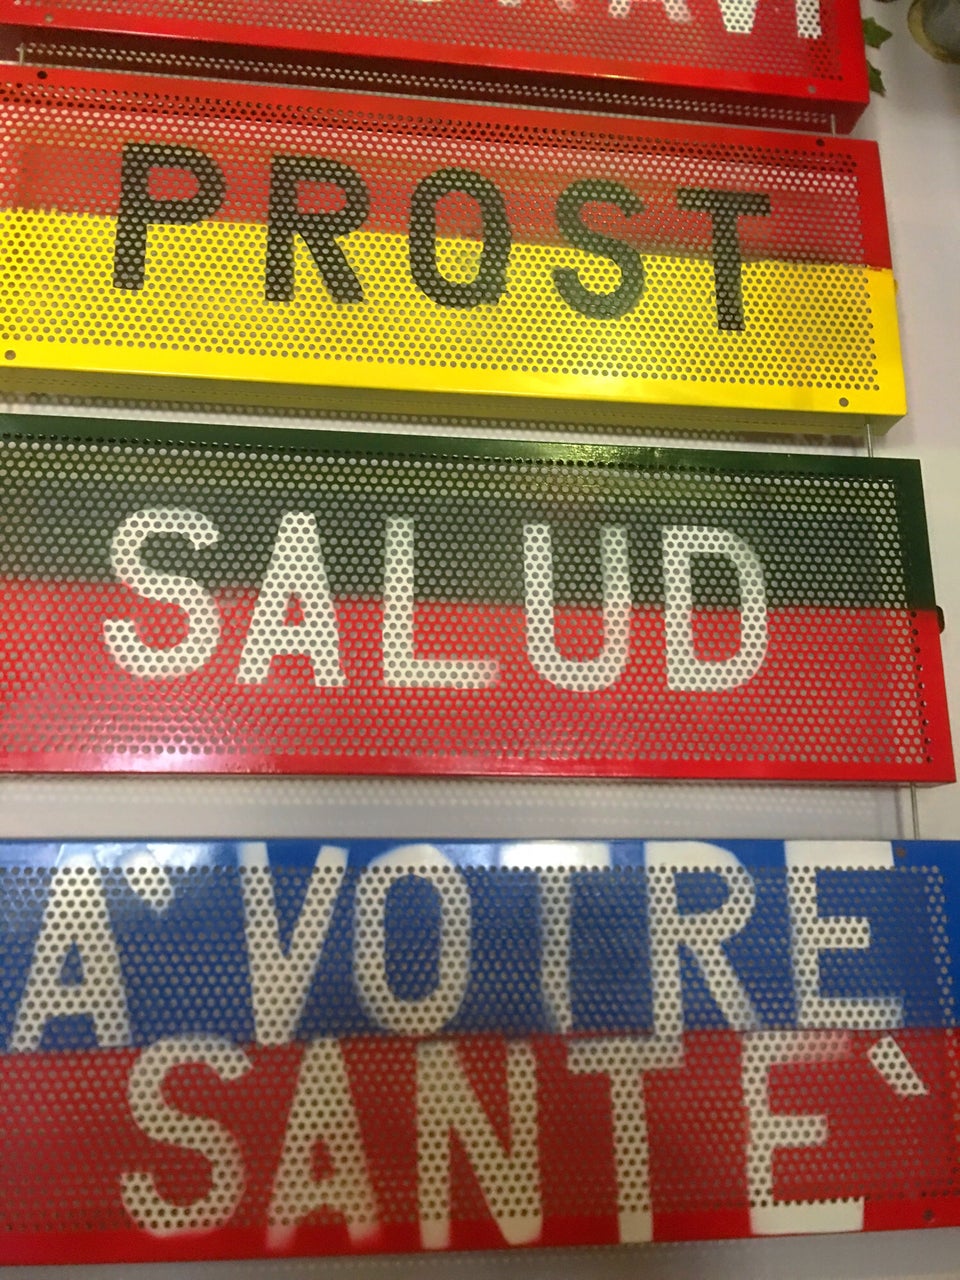 PROST
SALUD
A' VOTRE
SANTE`